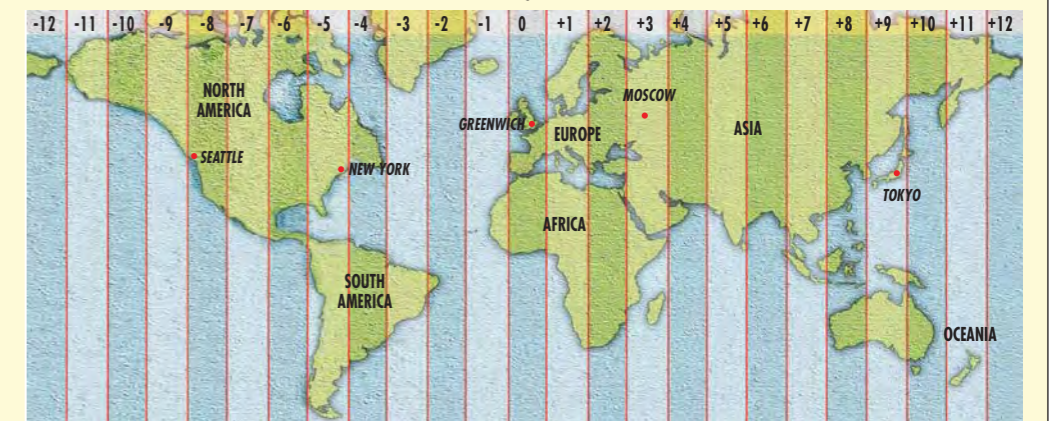 -12 -11 -10 -9 -8 -7 -6 -5 -4 -3 -2 -1 0 +1 +2 +3 +4 +5 +6 +7 +8 +9 +10 +11 +12
NORTH
AMERICA
MOSCOW
GREENWICH
EUROPE
ASIA
SEATTLE
NEW YORK
TOKYO
AFRICA
SOUTH
AMERICA
OCEANIA